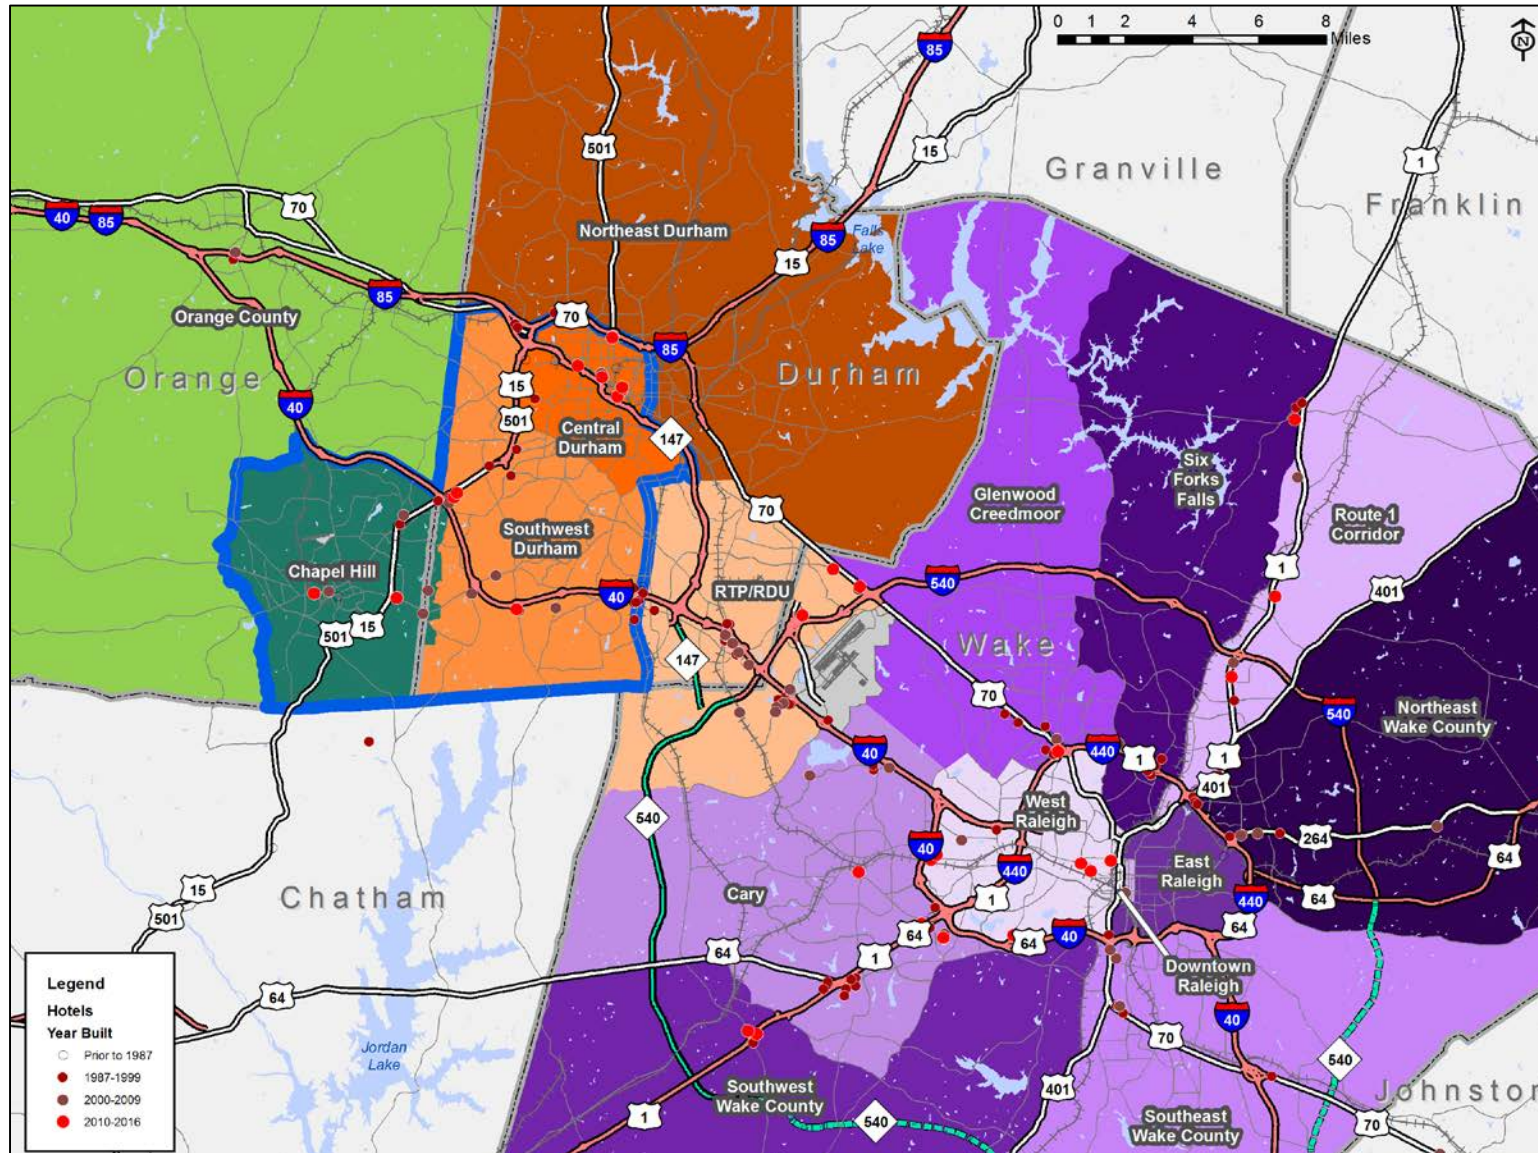 0 1 2 4 6 8
Miles
N
85
501
15
1
Granville
Franklin
70
40
85
Northeast Durham
85
Falls
Lake
15
Orange County
85
70
85
Orange
Durham
15
40
501
Central
Durham
147
Six
Forks
Falls
Glenwood
Creedmoor
Route 1
Corridor
70
Southwest
Durham
Chapel Hill
40
RTP/RDU
540
1
401
501
15
147
Wake
70
540
Northeast
Wake County
40
440
1
1
401
540
West
Raleigh
264
40
440
East
Raleigh
64
15
501
Chatham
Cary
1
64
440
64
64
40
64
1
64
64
Downtown
Raleigh
40
70
540
Legend
Hotels
Year Built
Prior to 1987
1987-1999
2000-2009
2010-2016
Jordan
Lake
Southwest
Wake County
1
540
401
Southeast
Wake County
70
Johnston